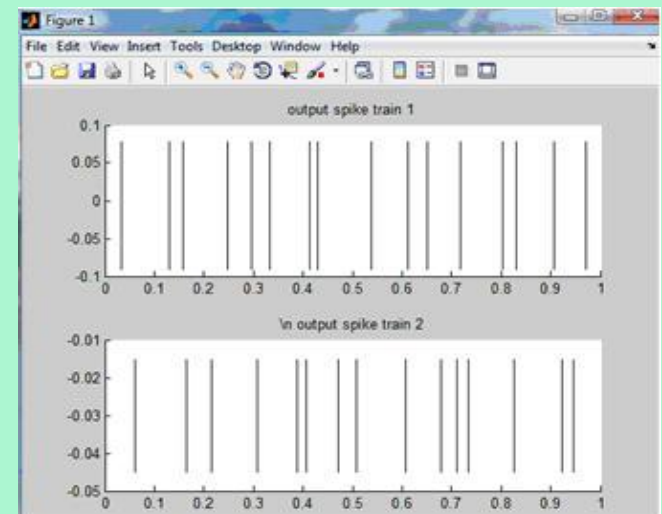 Figure 1
File Edit View Insert Tools Desktop Window Help
output spike train 1
0.1
0.05
0
-0.05
-0.1
0 0.1 0.2 0.3 0.4 0.5 0.6 0.7 0.8 0.9 1
\n output spike train 2
-0.01
-0.02
-0.03
-0.04
-0.05
0 0.1 0.2 0.3 0.4 0.5 0.6 0.7 0.8 0.9 1